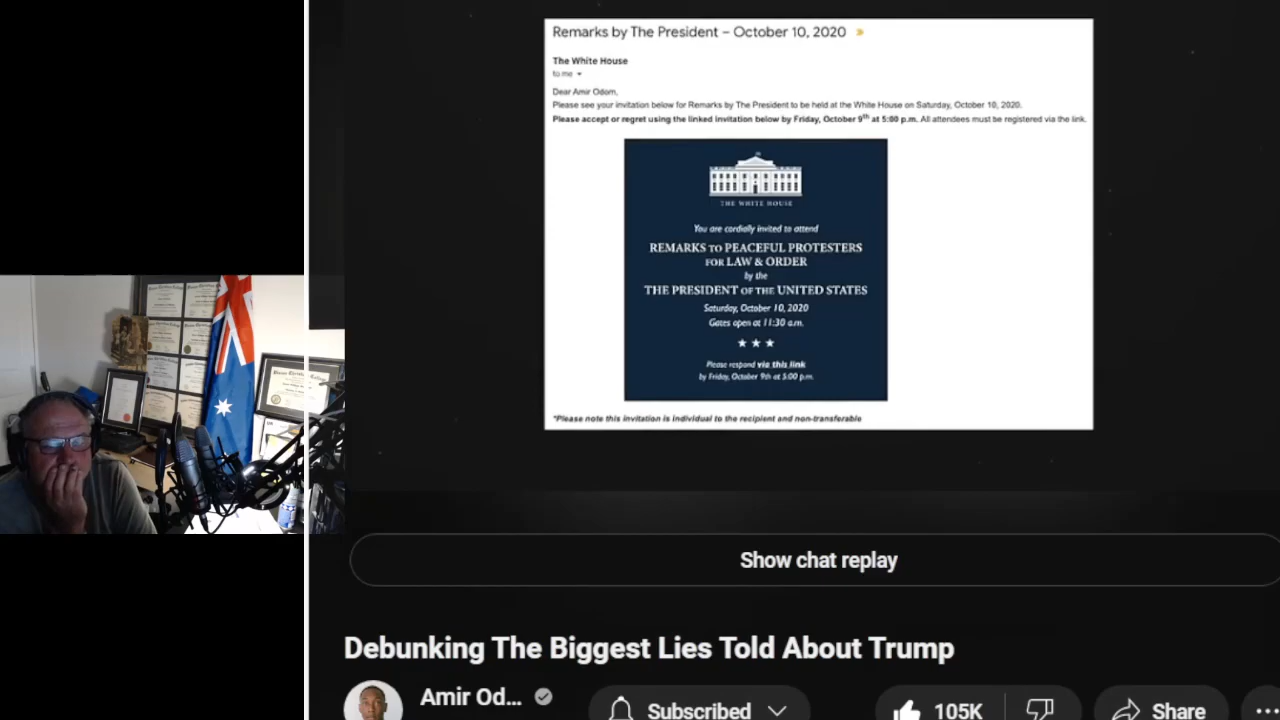 Remarks by The President – October 10, 2020
The White House
to me
Dear Amir Odom,
Please see your invitation below for Remarks by The President to be held at the White House on Saturday, October 10, 2020.
Please accept or regret using the linked invitation below by Friday, October 9th at 5:00 p.m. All attendees must be registered via the link.
THE WHITE HOUSE
You are cordially invited to attend
REMARKS TO PEACEFUL PROTESTERS
FOR LAW & ORDER
by the
THE PRESIDENT OF THE UNITED STATES
Saturday, October 10, 2020
Gates open at 11:30 a.m.
Please respond via this link
by Friday, October 9th at 5:00 p.m.
*Please note this invitation is individual to the recipient and non-transferable
Show chat replay
Debunking The Biggest Lies Told About Trump
Amir Od...
Subscribed
105K
Share